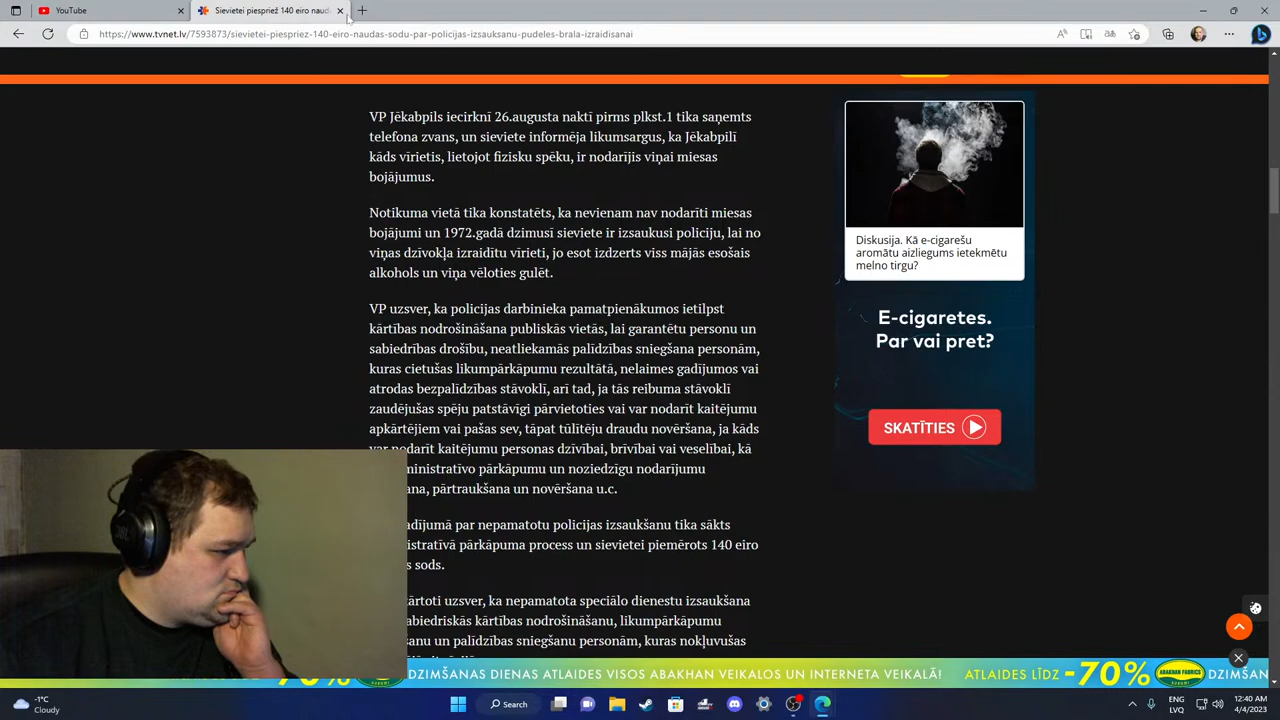 YouTube
Sievietei piespriež 140 eiro naud
https://www.tvnet.lv/7593873/sievietei-piespriez-140-eiro-naudas-sodu-par-policijas-izsauksanu-pudeles-brala-izraidisanai
VP Jēkabpils iecirknī 26.augusta naktī pirms plkst.1 tika saņemts
telefona zvans, un sieviete informēja likumsargus, ka Jēkabpilī
kāds vīrietis, lietojot fizisku spēku, ir nodarījis viņai miesas
bojājumus.
Notikuma vietā tika konstatēts, ka nevienam nav nodarīti miesas
bojājumi un 1972.gadā dzimusī sieviete ir izsaukusi policiju, lai no
viņas dzīvokļa izraidītu vīrieti, jo esot izdzerts viss mājās esošais
alkohols un viņa vēloties gulēt.
VP uzsver, ka policijas darbinieka pamatpienākumos ietilpst
kārtības nodrošināšana publiskās vietās, lai garantētu personu un
sabiedrības drošību, neatliekamās palīdzības sniegšana personām,
kuras cietušas likumpārkāpumu rezultātā, nelaimes gadījumos vai
atrodas bezpalīdzības stāvoklī, arī tad, ja tās reibuma stāvoklī
zaudējušas spēju patstāvīgi pārvietoties vai var nodarīt kaitējumu
apkārtējiem vai pašas sev, tāpat tūlītēju draudu novēršana, ja kāds
var nodarīt kaitējumu personas dzīvībai, brīvībai vai veselībai, kā
ministratīvo pārkāpumu un noziedzīgu nodarījumu
ana, pārtraukšana un novēršana u.c.
adījumā par nepamatotu policijas izsaukšanu tika sākts
istratīvā pārkāpuma process un sievietei piemērots 140 eiro
s sods.
kārtoti uzsver, ka nepamatota speciālo dienestu izsaukšana
abiedriskās kārtības nodrošināšanu, likumpārkāpumu
šanu un palīdzības sniegšanu personām, kuras nokļuvušas
Diskusija. Kā e-cigarešu
aromātu aizliegums ietekmētu
melno tirgu?
E-cigaretes.
Par vai pret?
SKATĪTIES
DZIMŠANAS DIENAS ATLAIDES VISOS ABAKHAN VEIKALOS UN INTERNETA VEIKALĀ! ATLAIDES LĪDZ -70% ABAKHAN FABRICS DZIMŠAN
JBL
-1°C
Cloudy
Search
ENG
LVQ
12:40 AM
4/4/2023